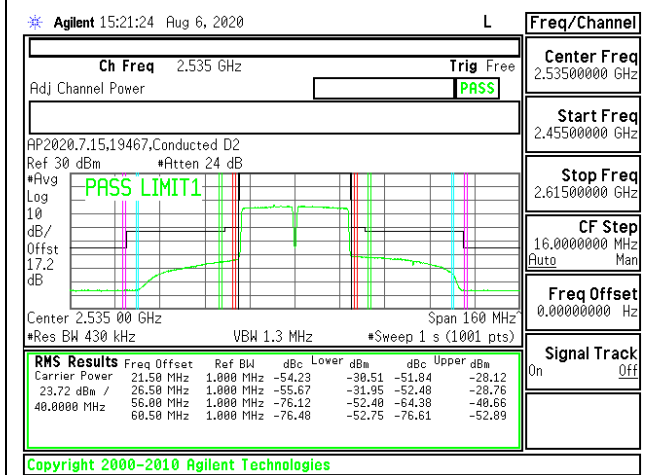 Agilent 15:21:24 Aug 6, 2020 L
Freq/Channel
Ch Freq 2.535 GHz Trig Free
Adj Channel Power PASS
Center Freq
2.53500000 GHz
Start Freq
2.45500000 GHz
Stop Freq
2.61500000 GHz
CF Step
16.0000000 MHz
Auto Man
Freq Offset
0.00000000 Hz
Signal Track
On Off
AP2020.7.15,19467,Conducted D2
Ref 30 dBm #Atten 24 dB
#Avg
Log
10
dB/
Offst
17.2
dB
PASS LIMIT1
Center 2.535 00 GHz Span 160 MHz^
#Res BW 430 kHz VBW 1.3 MHz #Sweep 1 s (1001 pts)
RMS Results Freq Offset Ref BW dBc Lower dBm dBc Upper dBm
Carrier Power 21.50 MHz 1.000 MHz -54.23 -30.51 -51.84 -28.12
23.72 dBm / 26.50 MHz 1.000 MHz -55.67 -31.95 -52.48 -28.76
40.0000 MHz 56.00 MHz 1.000 MHz -76.12 -52.40 -64.38 -40.66
60.50 MHz 1.000 MHz -76.48 -52.75 -76.61 -52.89
Copyright 2000-2010 Agilent Technologies